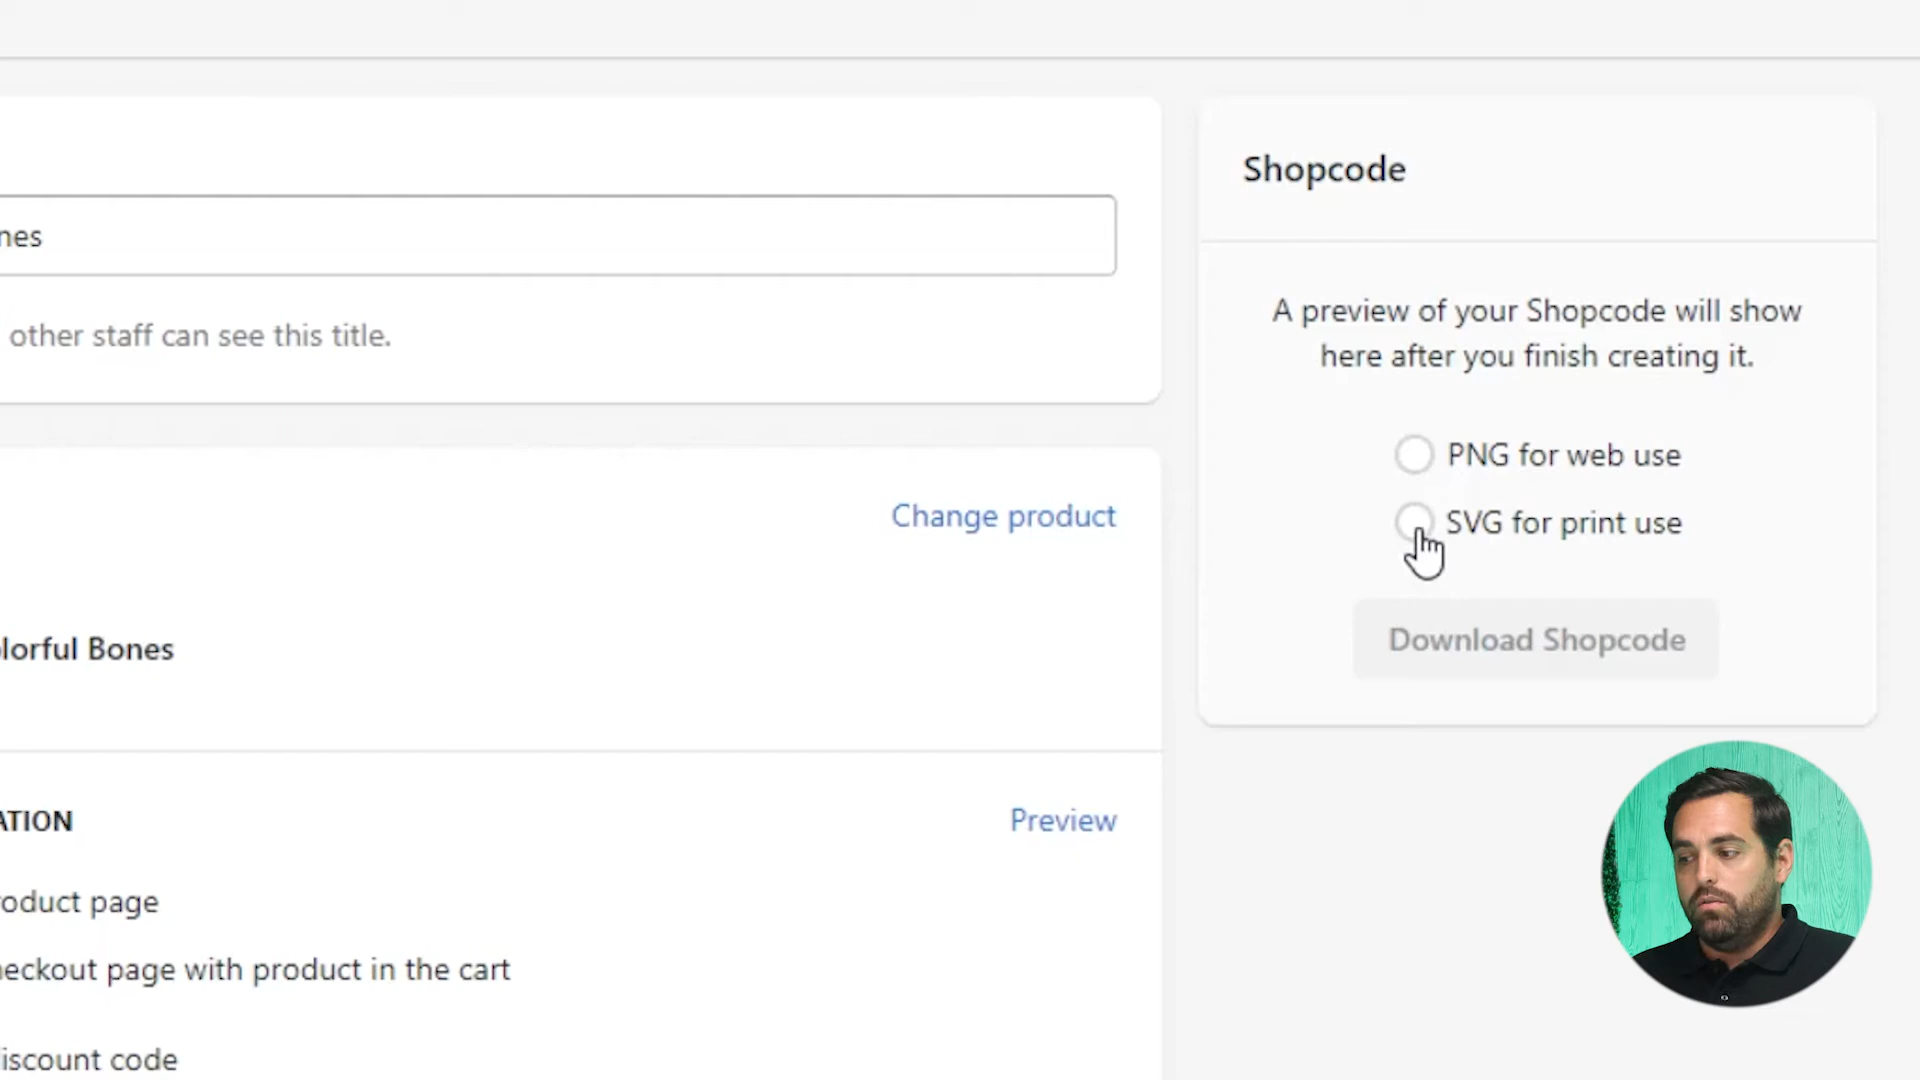 Shopcode
nes
other staff can see this title.
A preview of your Shopcode will show
here after you finish creating it.
PNG for web use
SVG for print use
Download Shopcode
Change product
lorful Bones
ATION
Preview
oduct page
eckout page with product in the cart
iscount code